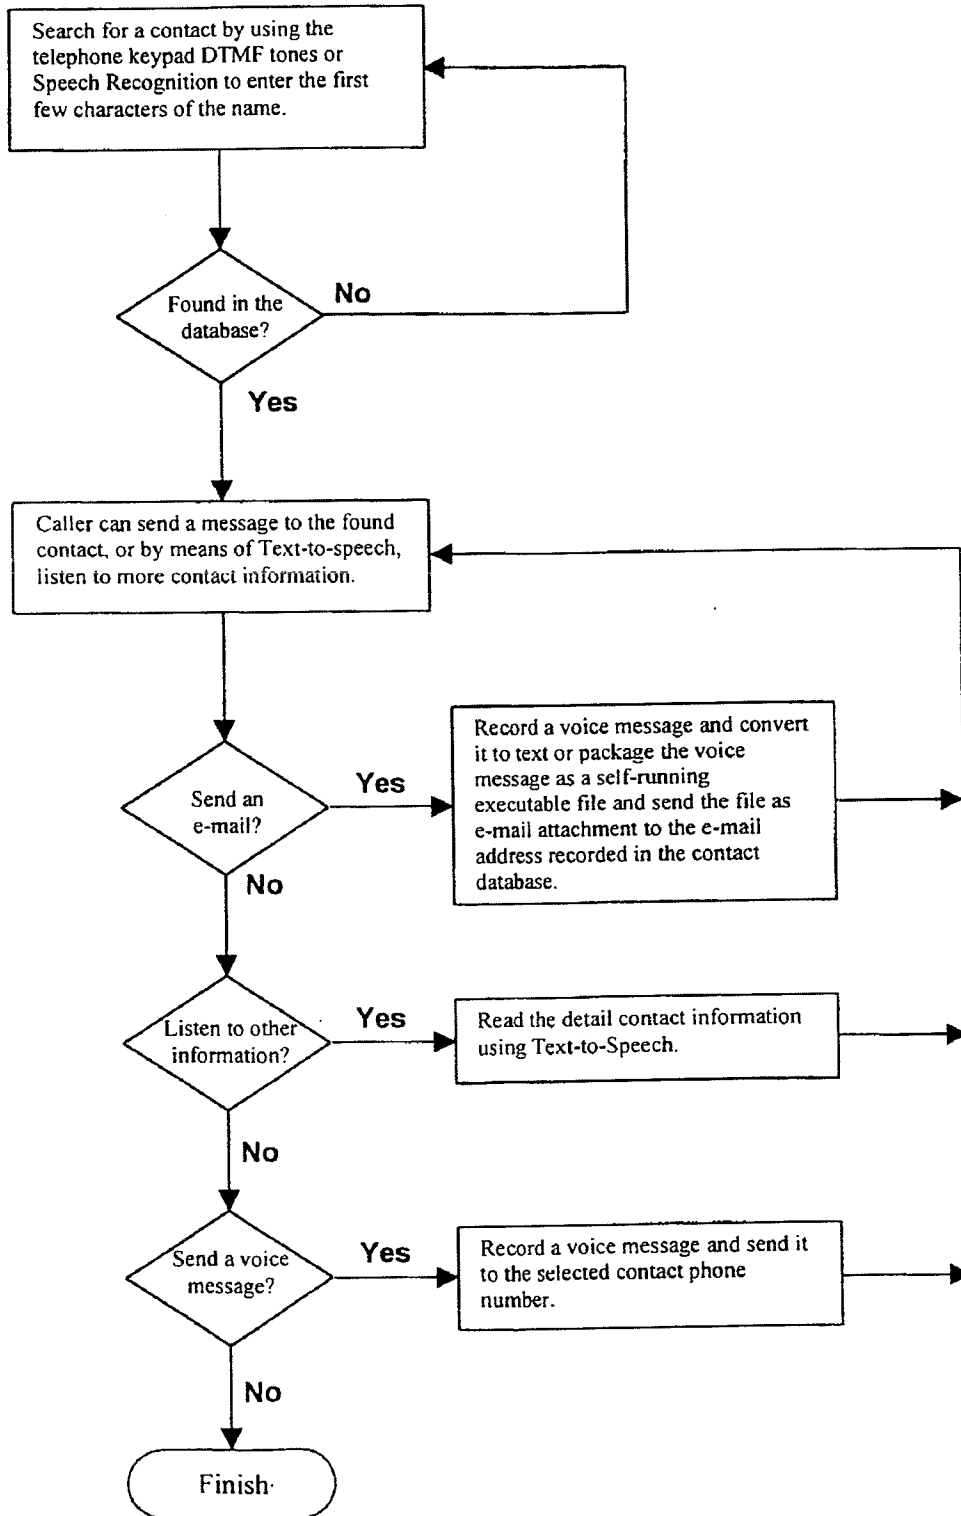 Search for a contact by using the
telephone keypad DTMF tones or
Speech Recognition to enter the first
few characters of the name.
No
Found in the
database?
Yes
Caller can send a message to the found
contact, or by means of Text-to-speech,
listen to more contact information.
Record a voice message and convert
it to text or package the voice
message as a self-running
executable file and send the file as
e-mail attachment to the e-mail
address recorded in the contact
database.
Yes
Send an
e-mail?
No
Yes
Listen to other
information?
Read the detail contact information
using Text-to-Speech.
No
Yes
Send a voice
message?
Record a voice message and send it
to the selected contact phone
number.
No
Finish